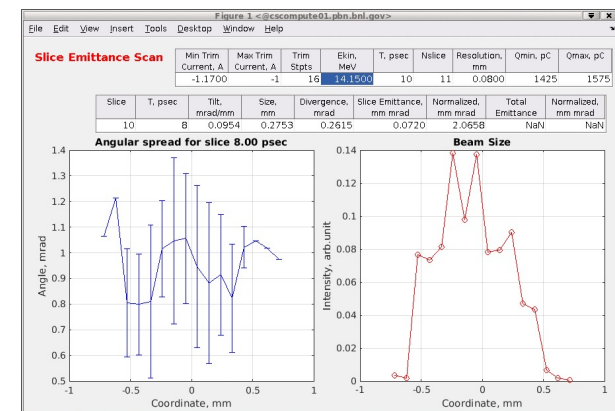 Figure 1 <@cscompute01.pbn.bnl.gov>
File Edit View Insert Tools Desktop Window Help
Slice Emittance Scan
Min Trim Current, A Max Trim Current, A Trim Stpts Ekin, MeV T, psec Nslice Resolution, mm Qmin, pC Qmax, pC
-1.1700 -1 16 14.1500 10 11 0.0800 1425 1575
Slice T, psec Tilt, mrad/mm Size, mm Divergence, mrad Slice Emittance, mm mrad Normalized, mm mrad Total Emittance Normalized, mm mrad
10 8 0.0954 0.2753 0.2615 0.0720 2.0658 NaN NaN
Angular spread for slice 8.00 psec
1.4
1.3
1.2
1.1
1
0.9
0.8
0.7
0.6
0.5
Angle, mrad
-1 -0.5 0 0.5 1
Coordinate, mm
Beam Size
0.14
0.12
0.1
0.08
0.06
0.04
0.02
0
Intensity, arb.unit
-1 -0.5 0 0.5 1
Coordinate, mm